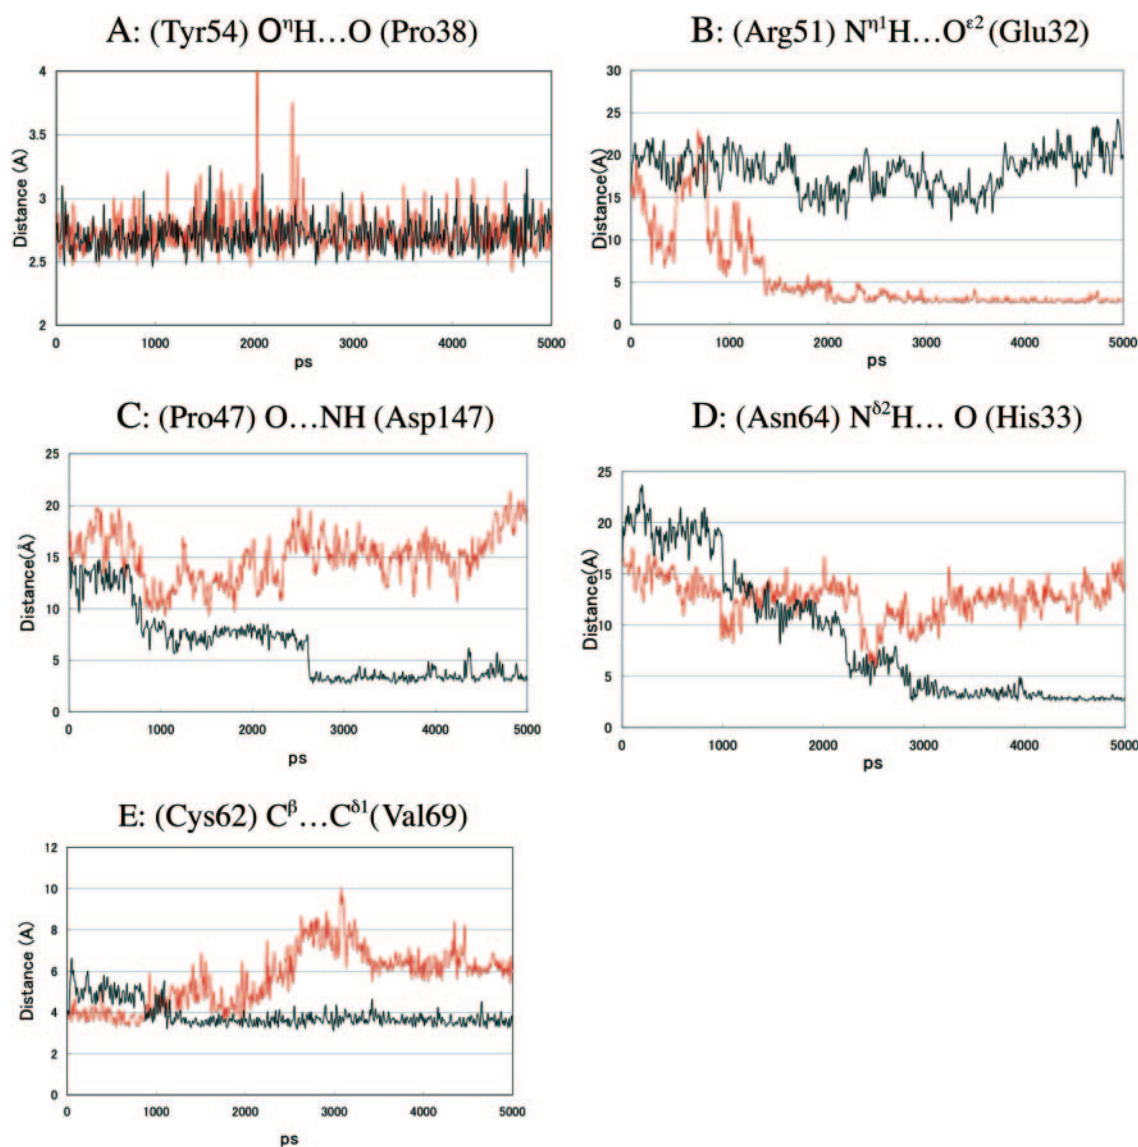 A: (Tyr54) OηH…O (Pro38)
Distance (A)
4
3.5
3
2.5
2
0 1000 2000 3000 4000 5000
ps
B: (Arg51) Nη1H…Oε2 (Glu32)
Distance(A)
30
25
20
15
10
5
0
0 1000 2000 3000 4000 5000
ps
C: (Pro47) O…NH (Asp147)
Distance(Å)
25
20
15
10
5
0
0 1000 2000 3000 4000 5000
ps
D: (Asn64) Nδ2H… O (His33)
Distance(A)
25
20
15
10
5
0
0 1000 2000 3000 4000 5000
ps
E: (Cys62) Cβ…Cδ1(Val69)
Distance (A)
12
10
8
6
4
2
0
0 1000 2000 3000 4000 5000
ps